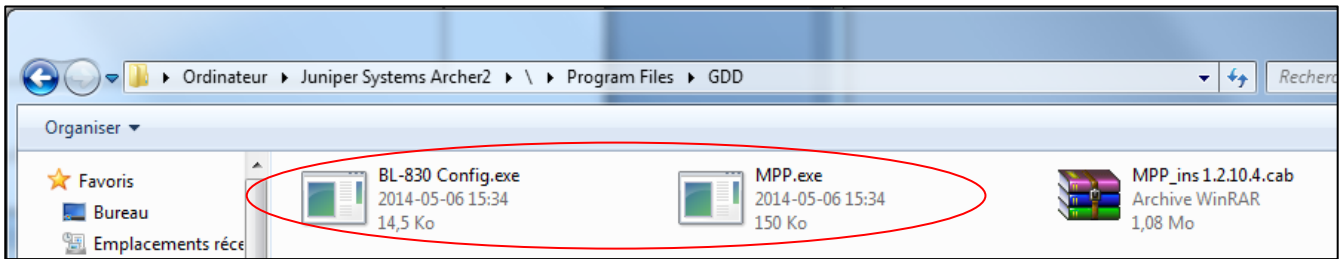 Ordinateur ▸ Juniper Systems Archer2 ▸ \ ▸ Program Files ▸ GDD
Recherc
Organiser
Favoris
Bureau
Emplacements réce
BL-830 Config.exe
2014-05-06 15:34
14,5 Ko
MPP.exe
2014-05-06 15:34
150 Ko
MPP_ins 1.2.10.4.cab
Archive WinRAR
1,08 Mo